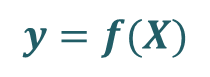 y = f(X)